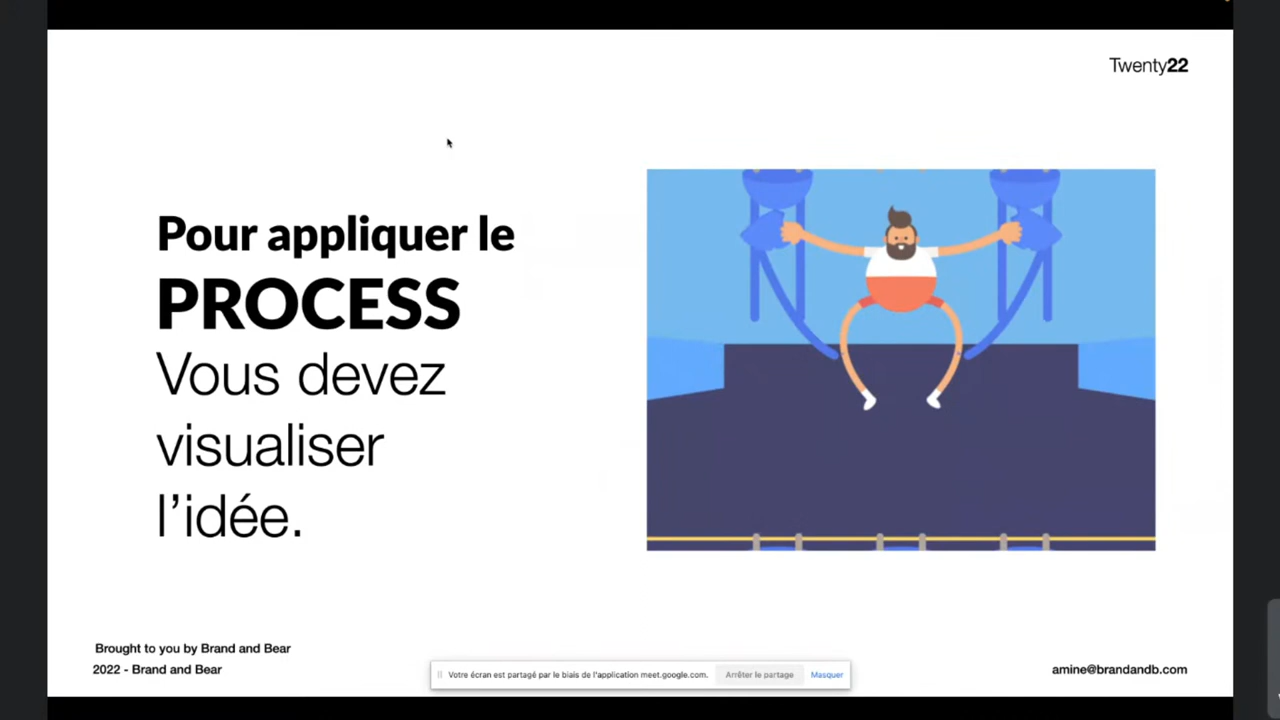 Twenty22
Pour appliquer le
PROCESS
Vous devez
visualiser
l’idée.
Brought to you by Brand and Bear
2022 - Brand and Bear
Votre écran est partagé par le biais de l'application meet.google.com.
Arrêter le partage
Masquer
amine@brandandb.com